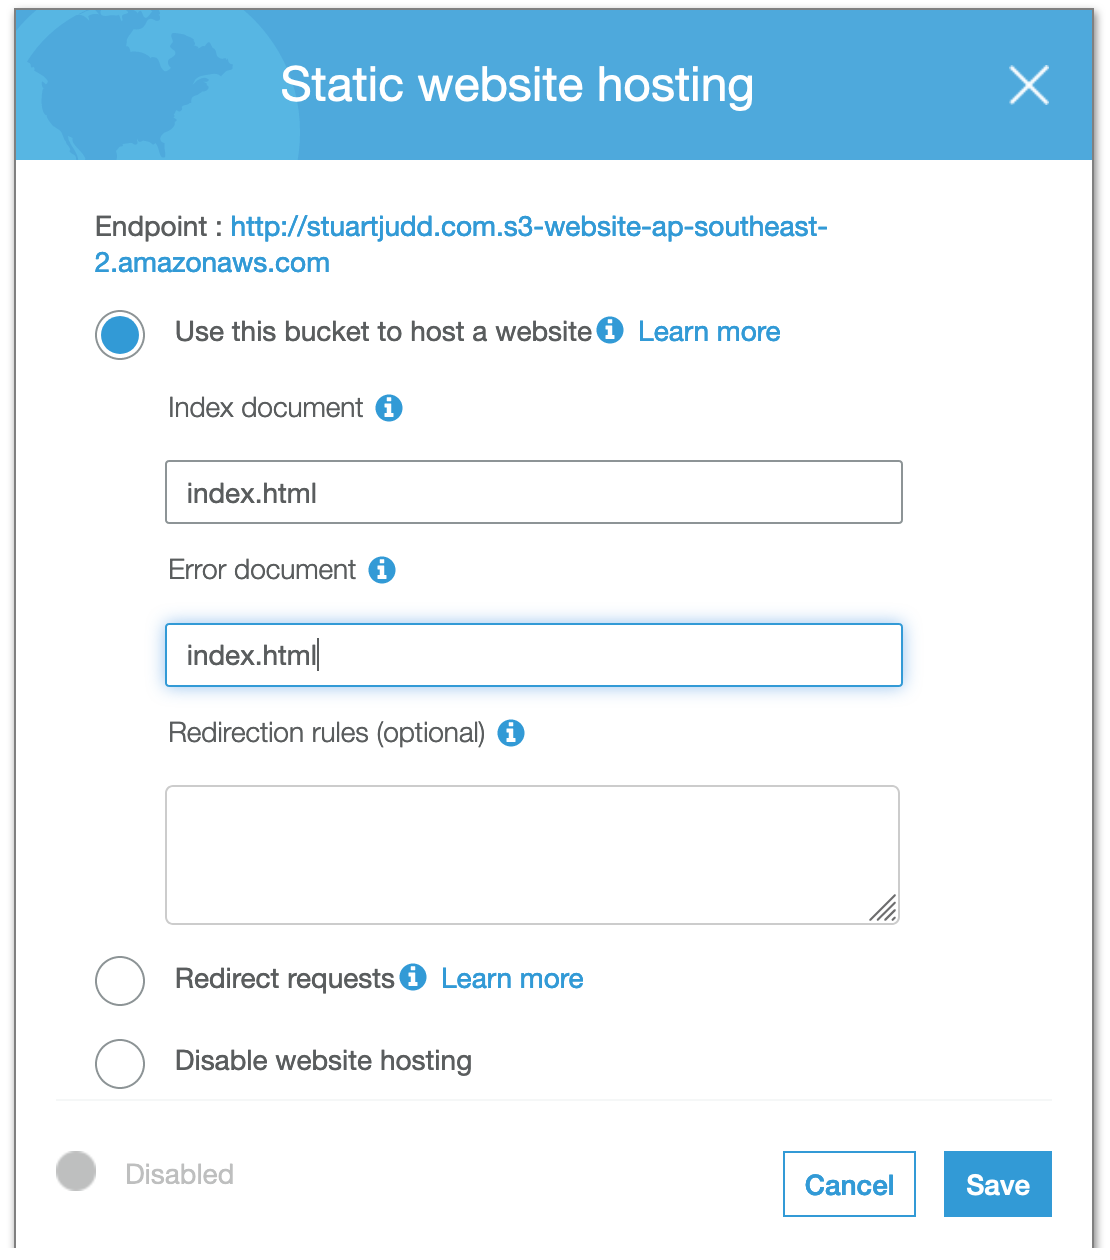 Static website hosting
Endpoint : http://stuartjudd.com.s3-website-ap-southeast-
2.amazonaws.com
Use this bucket to host a website Learn more
Index document
index.html
Error document
index.html
Redirection rules (optional)
Redirect requests Learn more
Disable website hosting
Disabled
Cancel Save